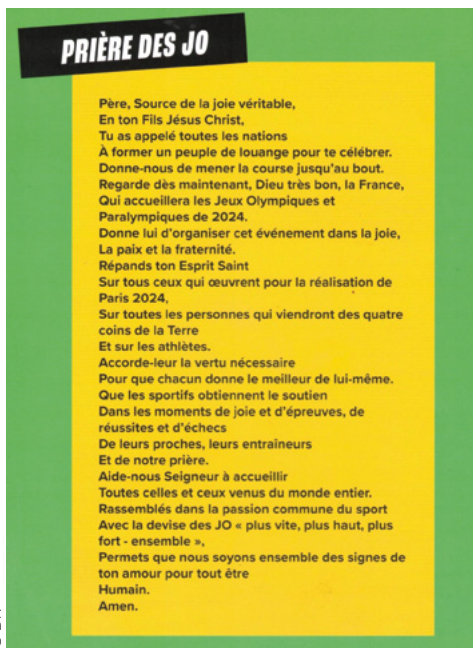 PRIÈRE DES JO
Père, Source de la joie véritable,
En ton Fils Jésus Christ,
Tu as appelé toutes les nations
À former un peuple de louange pour te célébrer.
Donne-nous de mener la course jusqu'au bout.
Regarde dès maintenant, Dieu très bon, la France,
Qui accueillera les Jeux Olympiques et
Paralympiques de 2024.
Donne lui d'organiser cet événement dans la joie,
La paix et la fraternité.
Répands ton Esprit Saint
Sur tous ceux qui œuvrent pour la réalisation de
Paris 2024,
Sur toutes les personnes qui viendront des quatre
coins de la Terre
Et sur les athlètes.
Accorde-leur la vertu nécessaire
Pour que chacun donne le meilleur de lui-même.
Que les sportifs obtiennent le soutien
Dans les moments de joie et d'épreuves, de
réussites et d'échecs
De leurs proches, leurs entraîneurs
Et de notre prière.
Aide-nous Seigneur à accueillir
Toutes celles et ceux venus du monde entier.
Rassemblés dans la passion commune du sport
Avec la devise des JO « plus vite, plus haut, plus
fort - ensemble »,
Permets que nous soyons ensemble des signes de
ton amour pour tout être
Humain.
Amen.